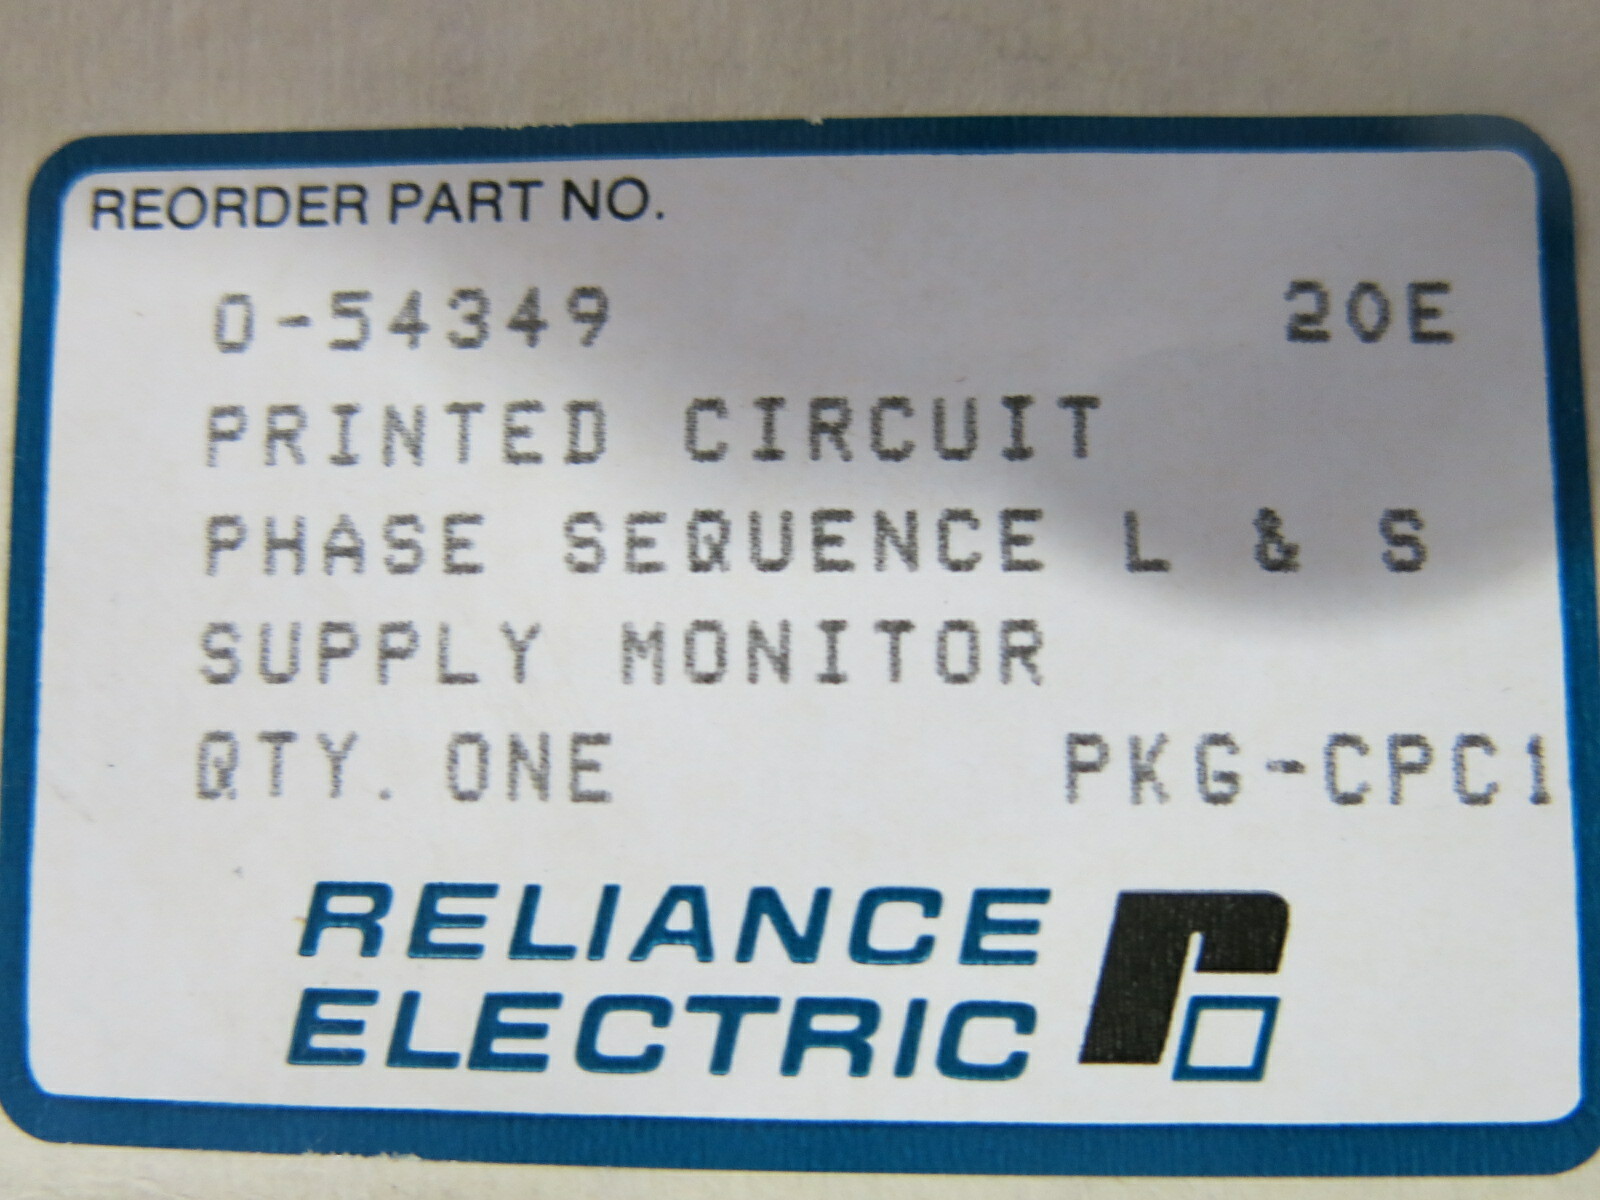 REORDER PART NO.
0-54349 20E
PRINTED CIRCUIT
PHASE SEQUENCE L & S
SUPPLY MONITOR
QTY. ONE PKG-CPC1
RELIANCE
ELECTRIC